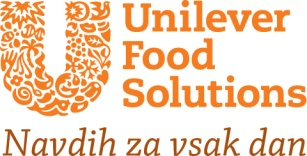 Unilever
Food
Solutions
Navdih za vsak dan